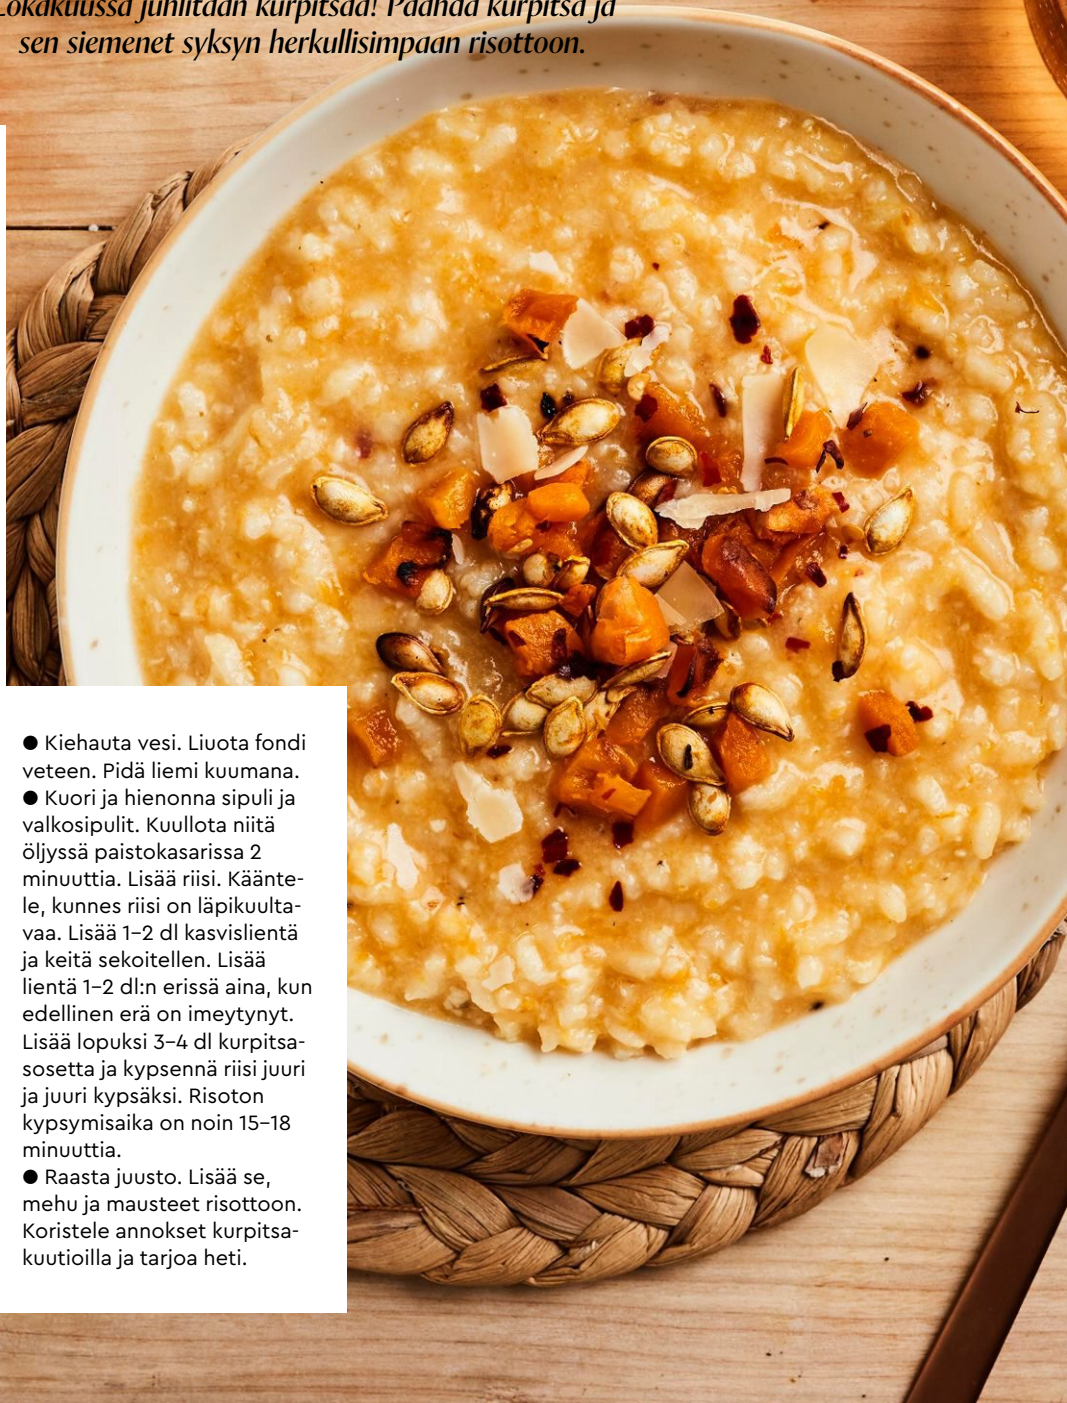 Lokakuussa juhlitaan kurpitsaa! Paahda kurpitsa ja
sen siemenet syksyn herkullisimpaan risottoon.
● Kiehauta vesi. Liuota fondi
veteen. Pidä liemi kuumana.
● Kuori ja hienonna sipuli ja
valkosipulit. Kuullota niitä
öljyssä paistokasarissa 2
minuuttia. Lisää riisi. Käänte-
le, kunnes riisi on läpikuulta-
vaa. Lisää 1–2 dl kasvislientä
ja keitä sekoitellen. Lisää
lientä 1–2 dl:n erissä aina, kun
edellinen erä on imeytynyt.
Lisää lopuksi 3–4 dl kurpitsa-
sosetta ja kypsennä riisi juuri
ja juuri kypsäksi. Risoton
kypsymisaika on noin 15–18
minuuttia.
● Raasta juusto. Lisää se,
mehu ja mausteet risottoon.
Koristele annokset kurpitsa-
kuutioilla ja tarjoa heti.